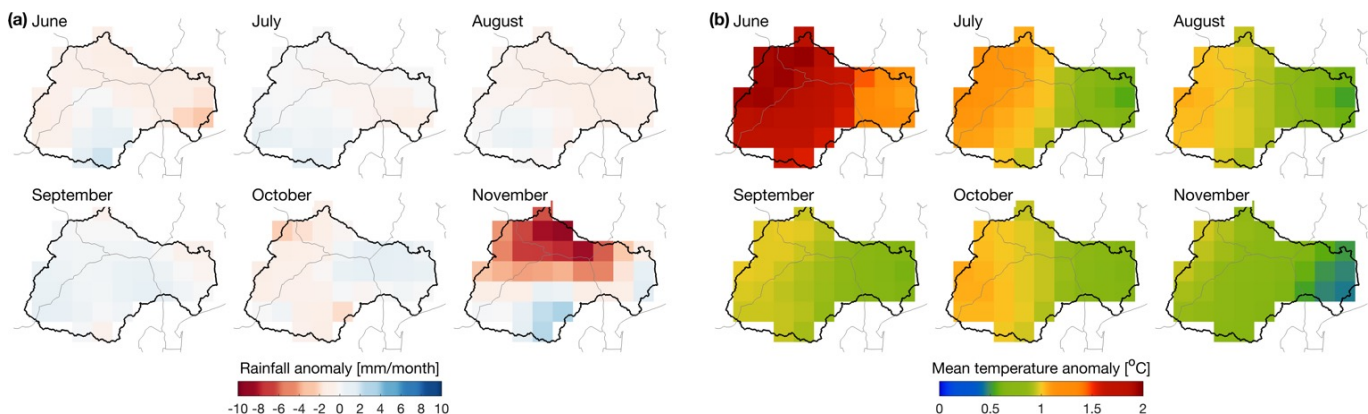 (a) June July August
September October November
Rainfall anomaly [mm/month]
-10 -8 -6 -4 -2 0 2 4 6 8 10
(b) June July August
September October November
Mean temperature anomaly [°C]
0 0.5 1 1.5 2